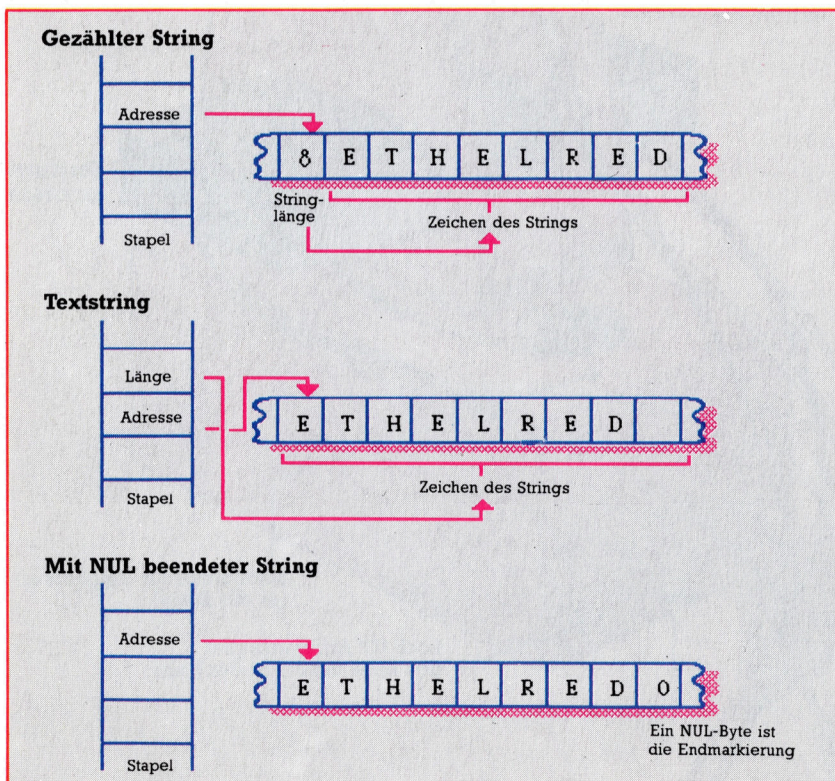 Gezählter String
Adresse
8 E T H E L R E D
String-
länge
Zeichen des Strings
Stapel
Textstring
Länge
Adresse
E T H E L R E D
Zeichen des Strings
Stapel
Mit NUL beendeter String
Adresse
E T H E L R E D 0
Ein NUL-Byte ist
die Endmarkierung
Stapel